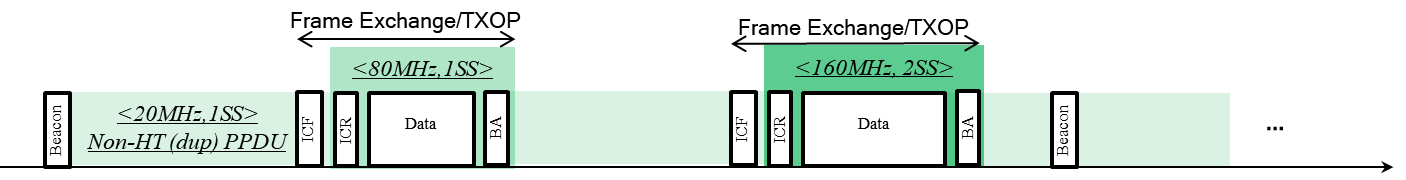 Frame Exchange/TXOP
Frame Exchange/TXOP
<80MHz,1SS>
<160MHz, 2SS>
<20MHz,1SS>
Non-HT (dup) PPDU
Beacon
ICF
ICR
Data
BA
ICF
ICR
Data
BA
Beacon
...